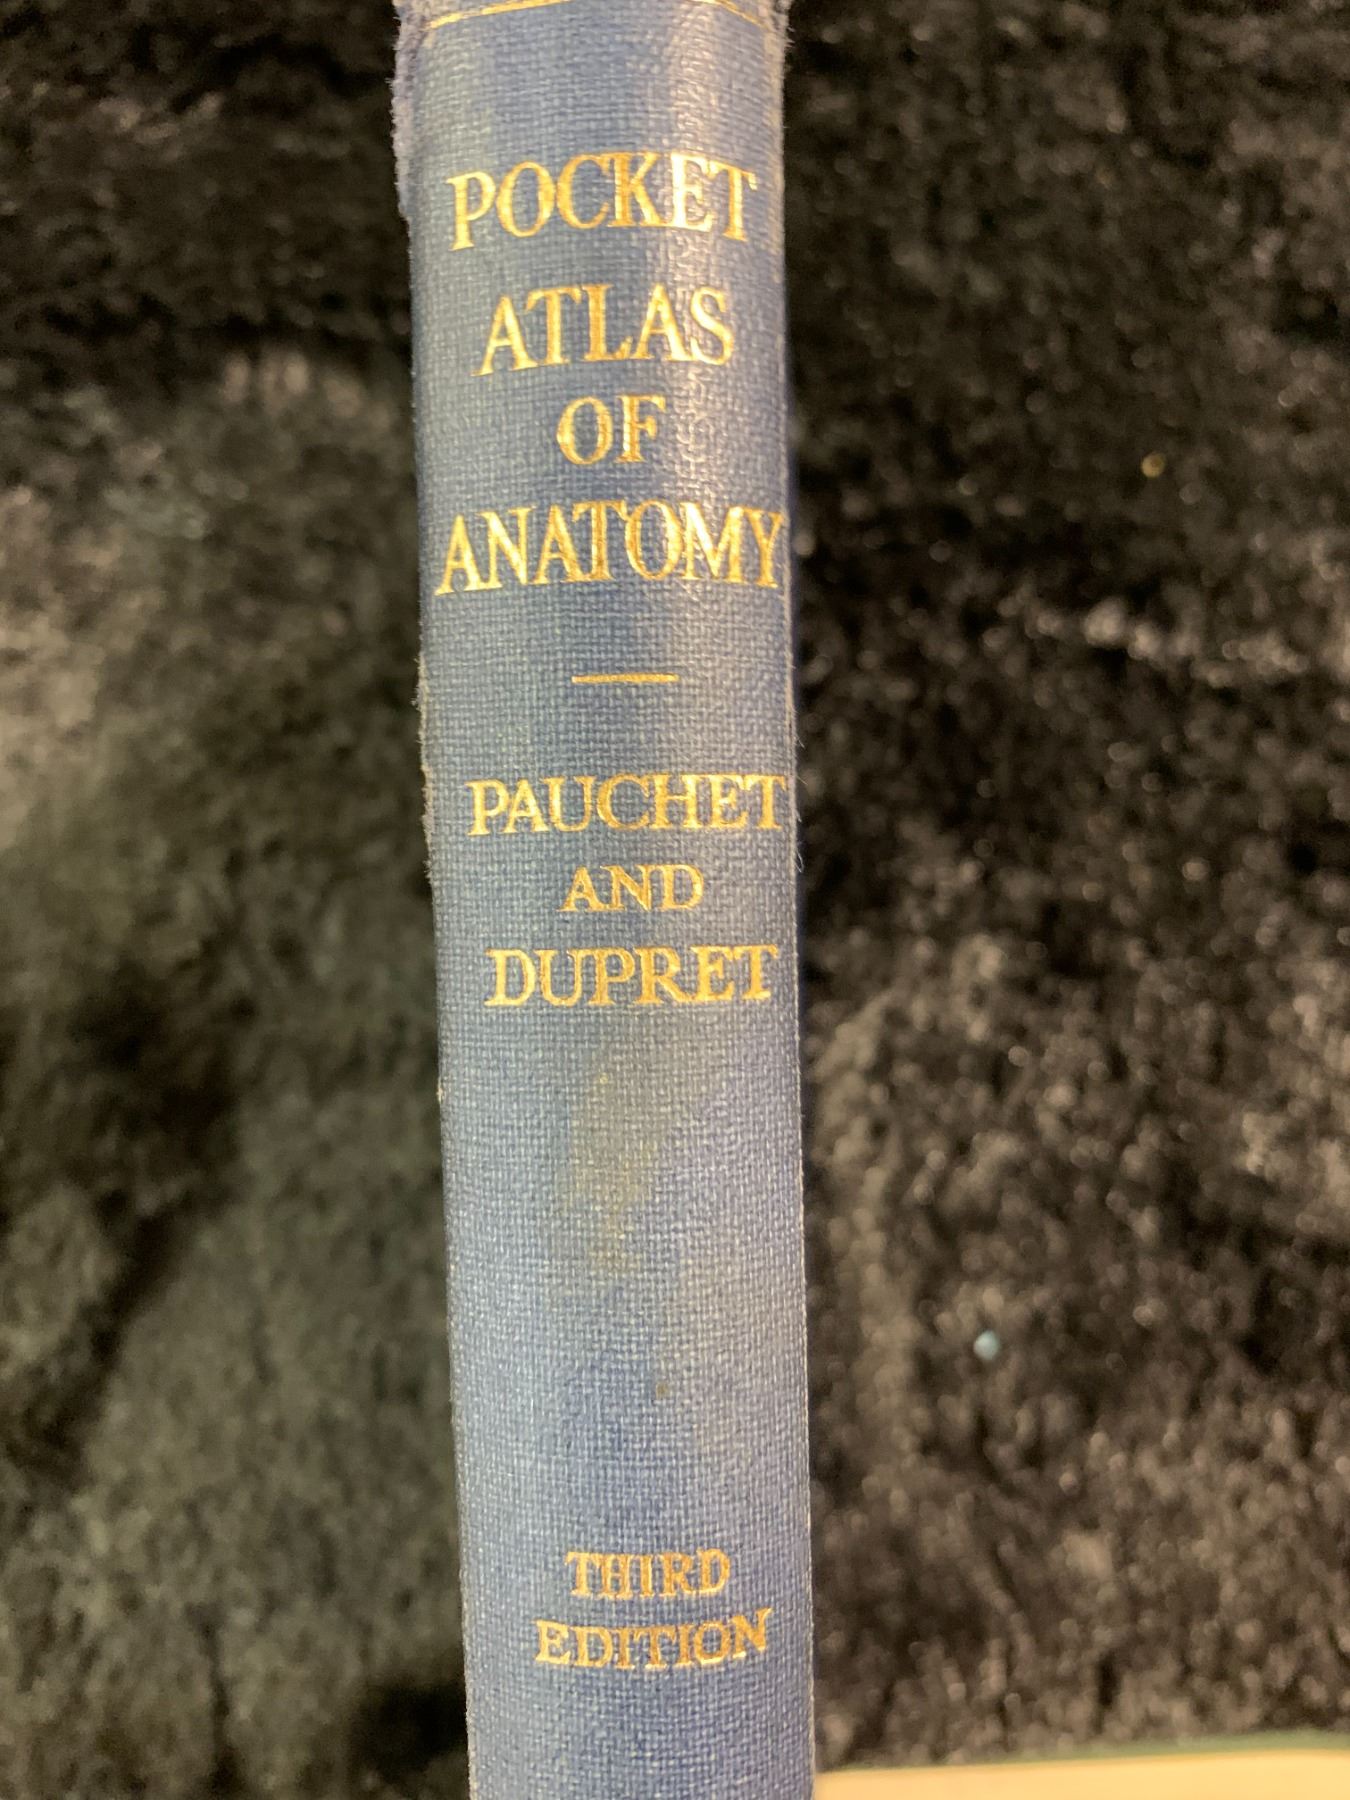 POCKET
ATLAS
OF
ANATOMY
PAUCHET
AND
DUPRET
THIRD
EDITION